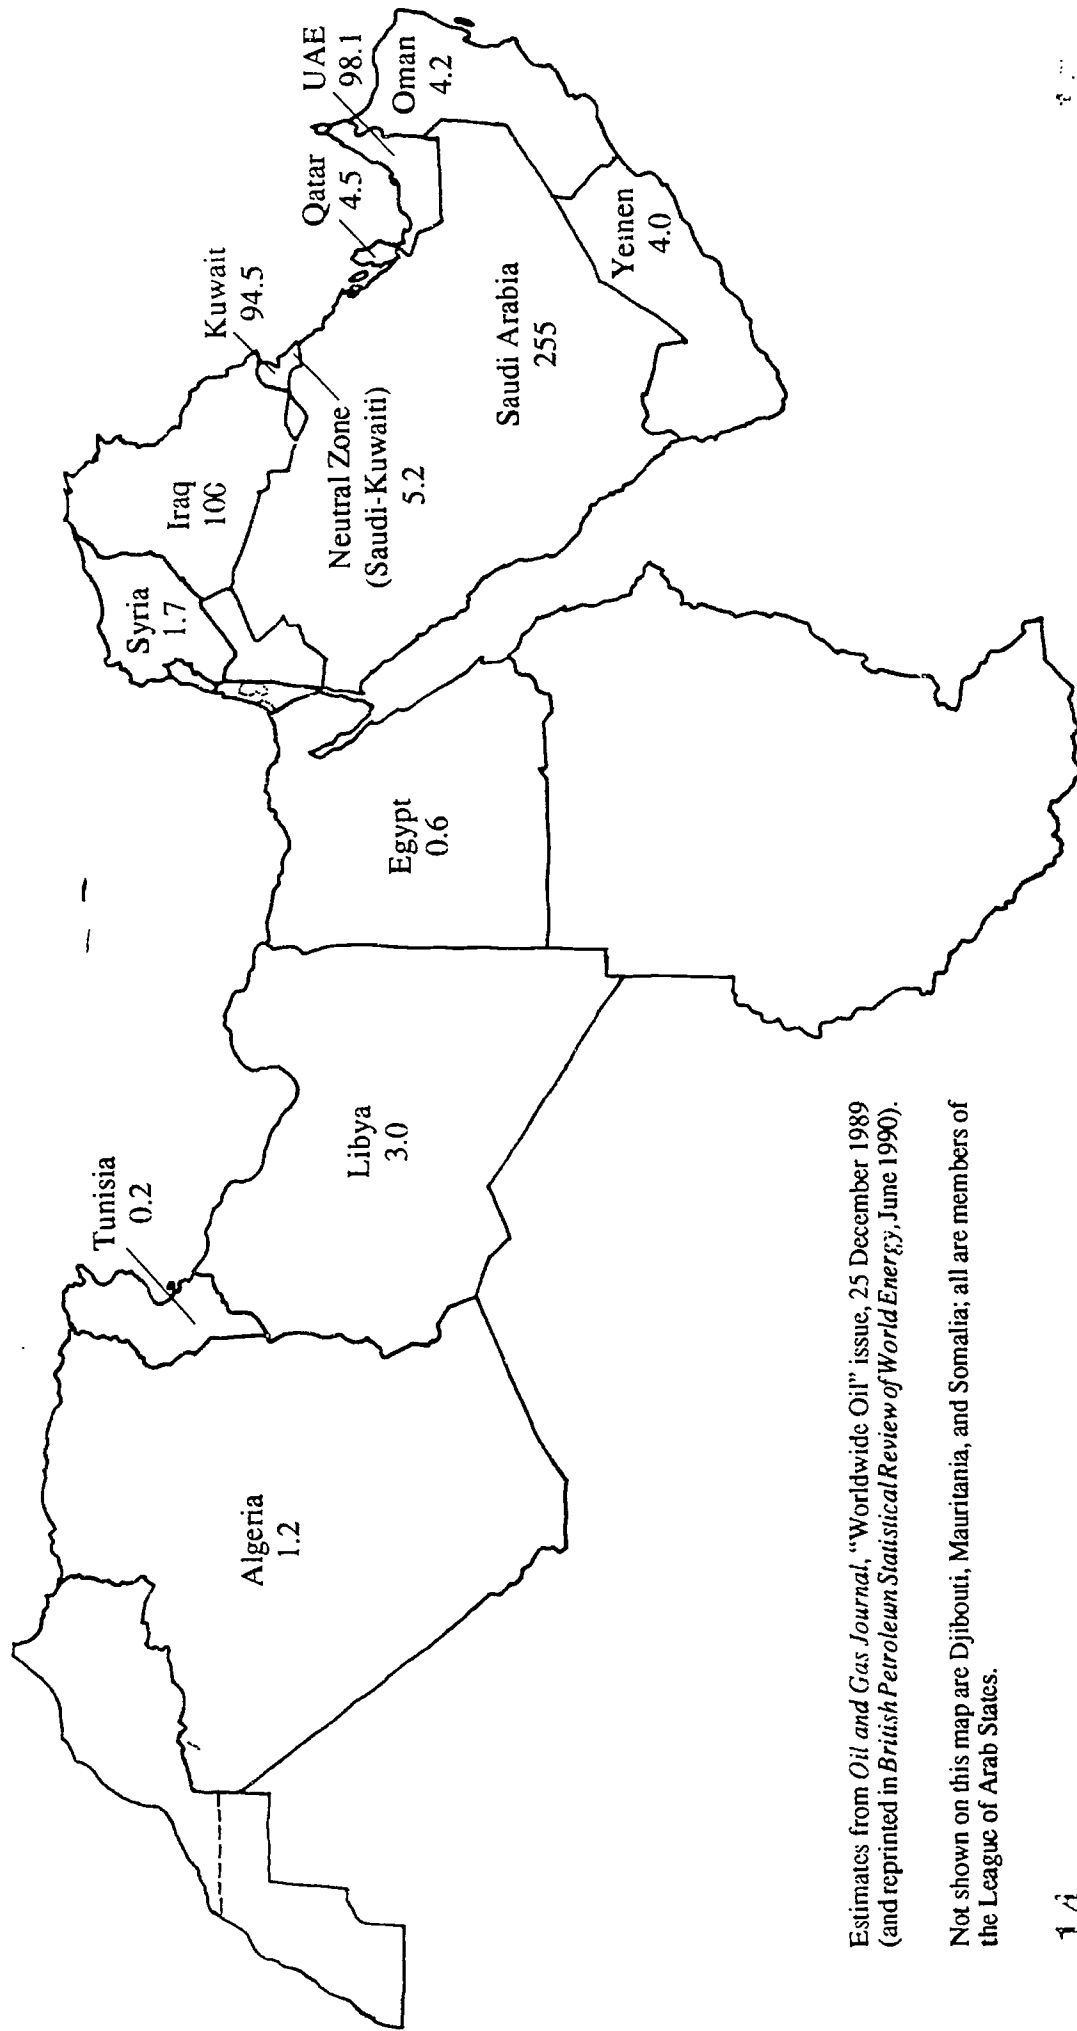 Tunisia
0.2
Algeria
1.2
Libya
3.0
Egypt
0.6
Syria
1.7
Iraq
100
Kuwait
94.5
Neutral Zone
(Saudi-Kuwaiti)
5.2
Qatar
4.5
UAE
98.1
Oman
4.2
Saudi Arabia
255
Yemen
4.0
Estimates from Oil and Gas Journal, "Worldwide Oil" issue, 25 December 1989
(and reprinted in British Petroleum Statistical Review of World Energy, June 1990).
Not shown on this map are Djibouti, Mauritania, and Somalia; all are members of
the League of Arab States.